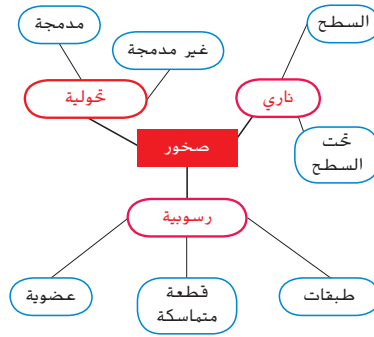 السطح
مدمجة
غير مدمجة
ناري
تحولية
صخور
تحت
السطح
رسوبية
طبقات
قطعة
متماسكة
عضوية